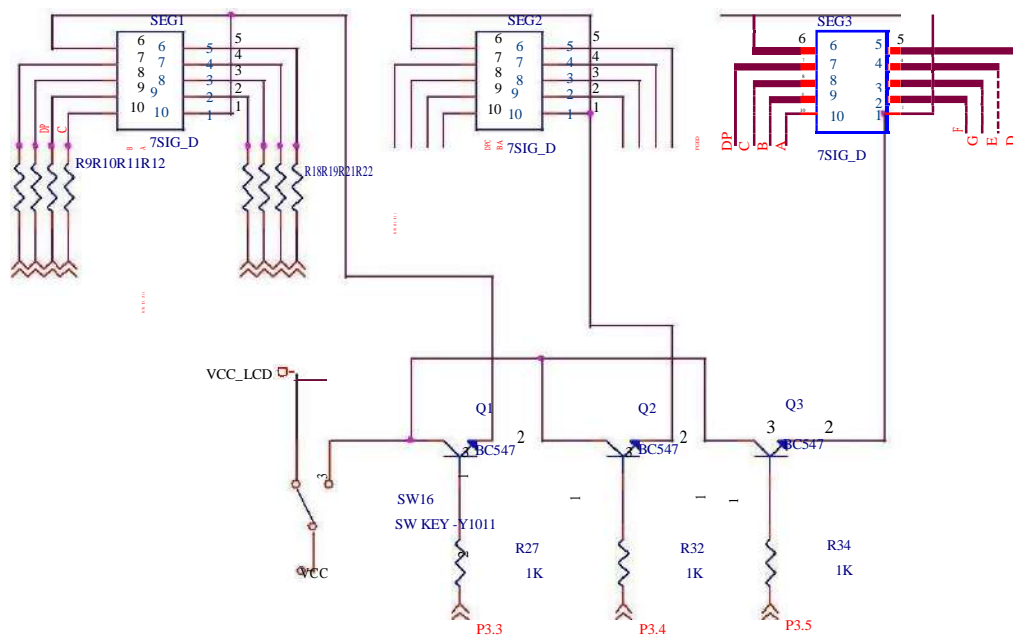 SEG1 SEG2 SEG3
6 6 5 5
7 7 4 4
8 8 3 3
9 9 2 2
10 10 1 1
6 6 5 5
7 7 4 4
8 8 3 3
9 9 2 2
10 10 1 1
6 6 5 5
7 4
8 3
9 2
10 1
7SIG_D 7SIG_D 7SIG_D
DP C B A
DP C B A
DP C B A F G E D
R9R10R11R12 R18R19R21R22
VCC_LCD
Q1 Q2 Q3
3 2 3 2 3 2
BC547 BC547 BC547
1 1 1 1
3
SW16
SW KEY -Y1011
2
VCC
R27 R32 R34
1K 1K 1K
P3.3 P3.4 P3.5